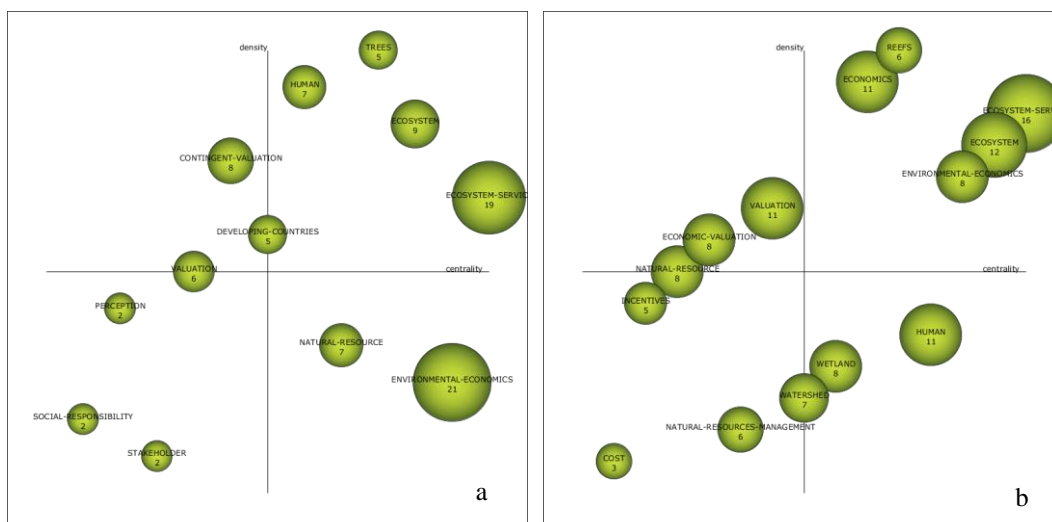 density
TREES
5
HUMAN
7
ECOSYSTEM
9
CONTINGENT-VALUATION
8
ECOSYSTEM-SERVIC
19
DEVELOPING-COUNTRIES
5
VALUATION
6
centrality
PERCEPTION
2
NATURAL-RESOURCE
7
ENVIRONMENTAL-ECONOMICS
21
SOCIAL-RESPONSIBILITY
2
STAKEHOLDER
2
a
density
REEFS
6
ECONOMICS
11
ECOSYSTEM-SERV
16
ECOSYSTEM
12
ENVIRONMENTAL-ECONOMICS
8
VALUATION
11
ECONOMIC-VALUATION
8
NATURAL-RESOURCE
8
centrality
INCENTIVES
5
HUMAN
11
WETLAND
8
WATERSHED
7
NATURAL-RESOURCES-MANAGEMENT
6
COST
3
b